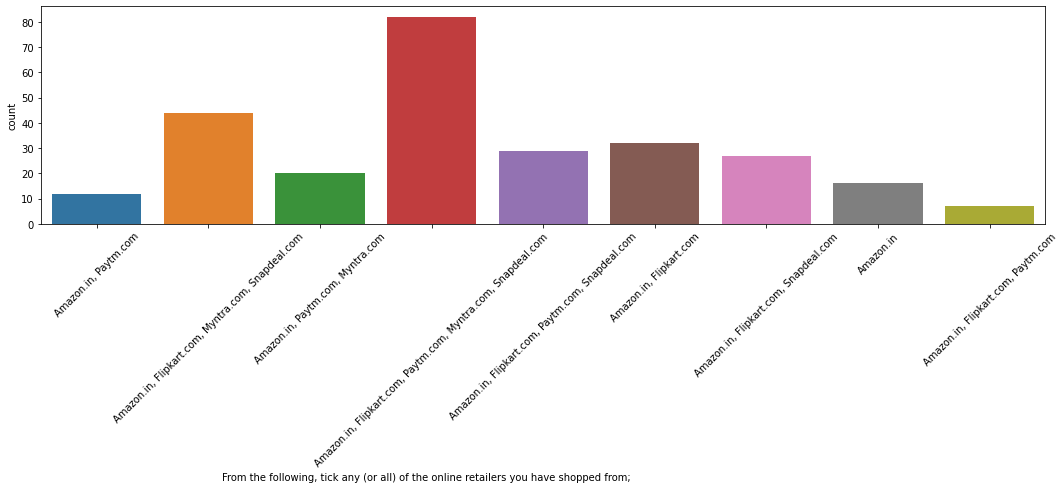 80
70
60
50
40
30
20
10
0
count
Amazon.in, Paytm.com
Amazon.in, Flipkart.com, Myntra.com, Snapdeal.com
Amazon.in, Paytm.com, Myntra.com
Amazon.in, Flipkart.com, Paytm.com, Myntra.com, Snapdeal.com
Amazon.in, Flipkart.com, Paytm.com, Snapdeal.com
Amazon.in, Flipkart.com
Amazon.in, Flipkart.com, Snapdeal.com
Amazon.in
Amazon.in, Flipkart.com, Paytm.com
From the following, tick any (or all) of the online retailers you have shopped from;